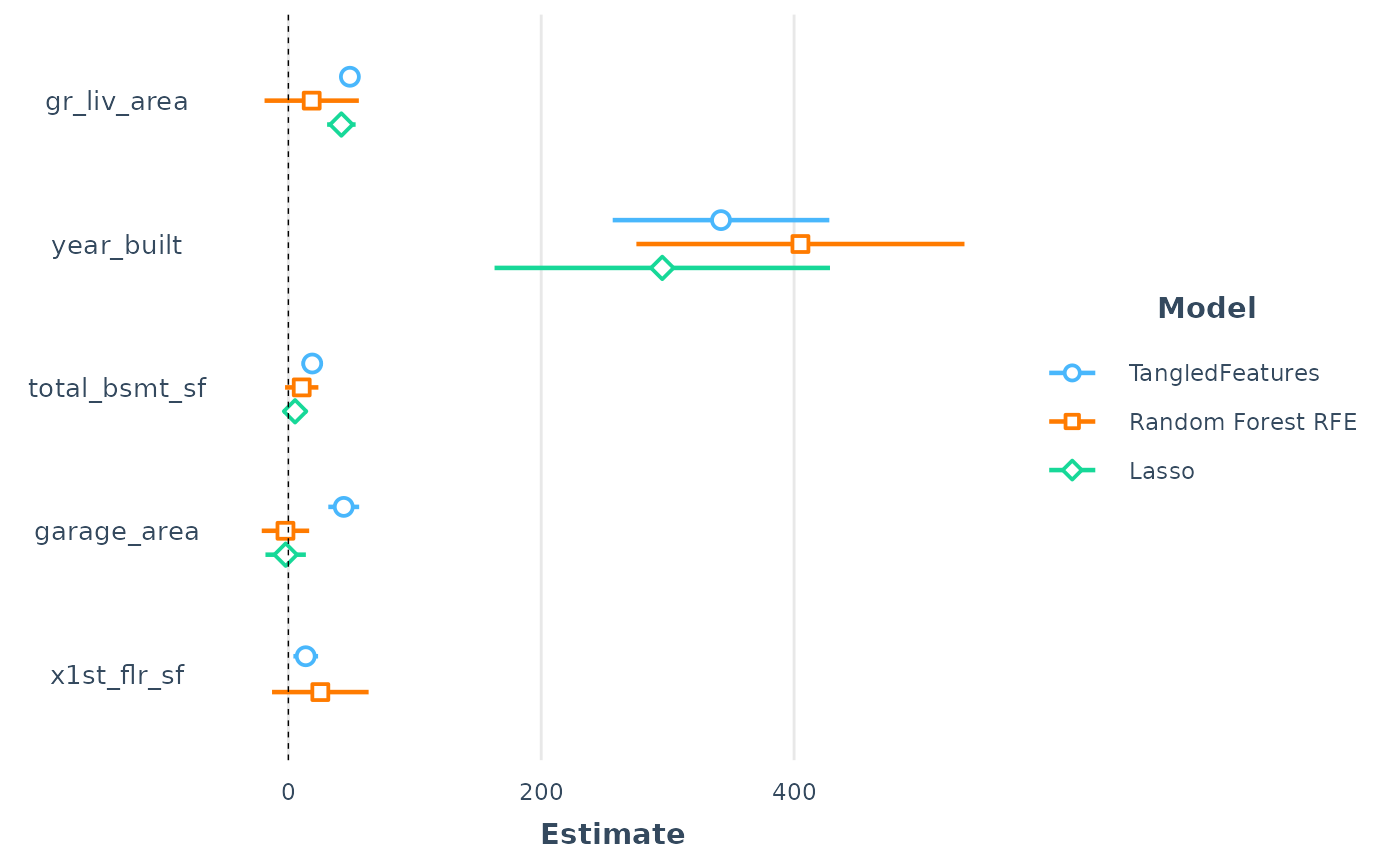 gr_liv_area
year_built
total_bsmt_sf
garage_area
x1st_flr_sf
0 200 400
Estimate
Model
TangledFeatures
Random Forest RFE
Lasso